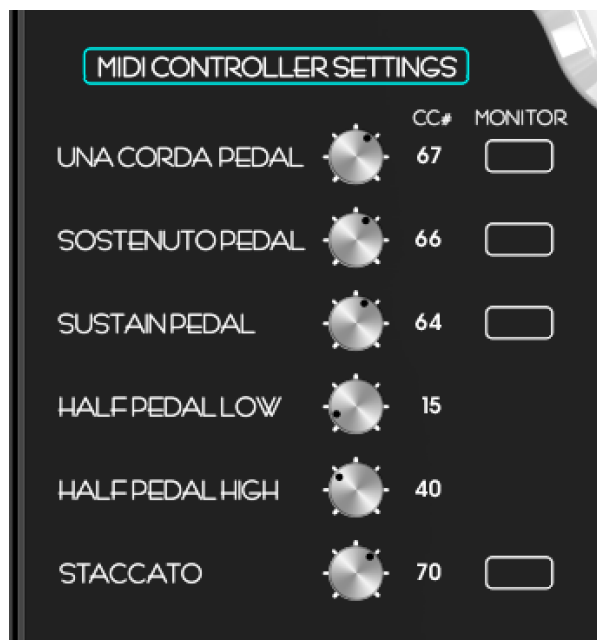 MIDI CONTROLLER SETTINGS
CC# MONITOR
UNA CORDA PEDAL 67
SOSTENUTO PEDAL 66
SUSTAIN PEDAL 64
HALF PEDAL LOW 15
HALF PEDAL HIGH 40
STACCATO 70